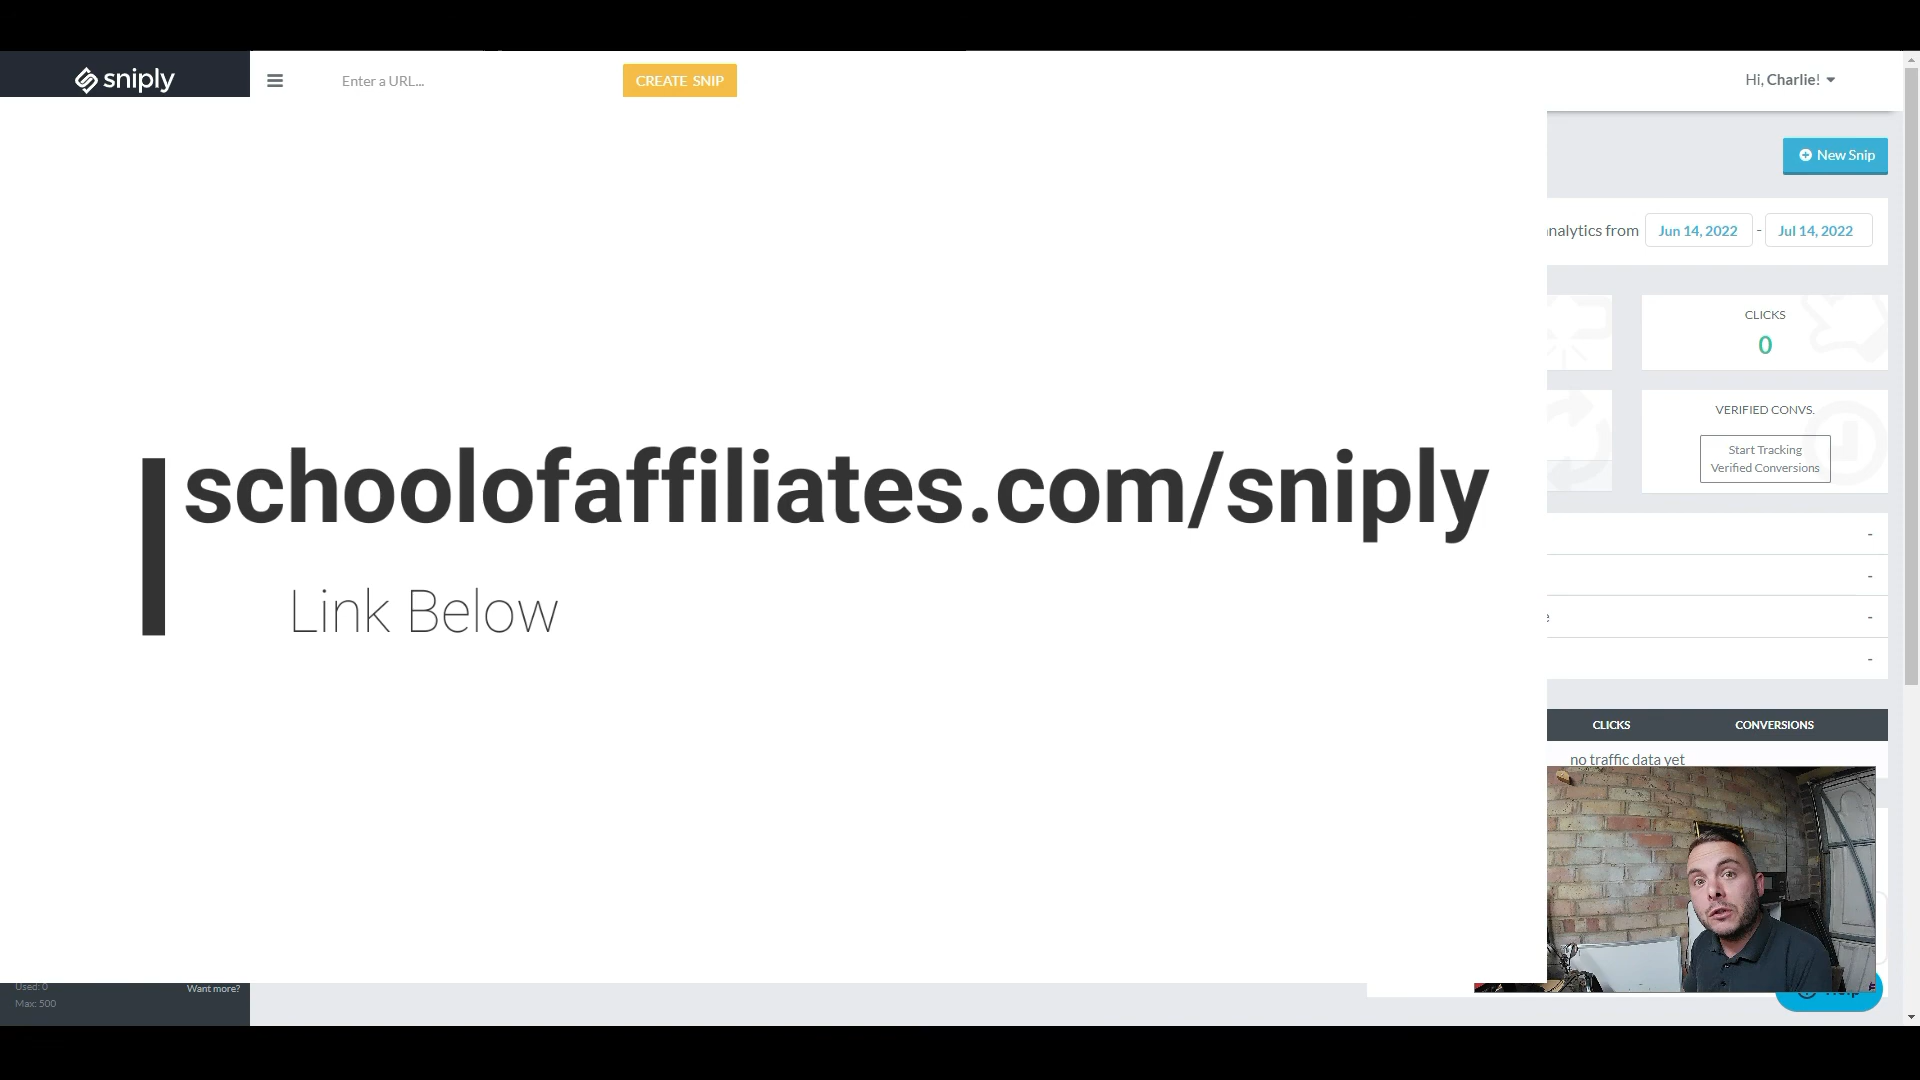 sniply
Enter a URL...
CREATE SNIP
Hi, Charlie!
New Snip
analytics from Jun 14, 2022 - Jul 14, 2022
CLICKS
0
VERIFIED CONVS.
Start Tracking
Verified Conversions
-
-
-
-
schoolofaffiliates.com/sniply
Link Below
CLICKS CONVERSIONS
no traffic data yet
Used: 0
Want more?
Max: 500
Help